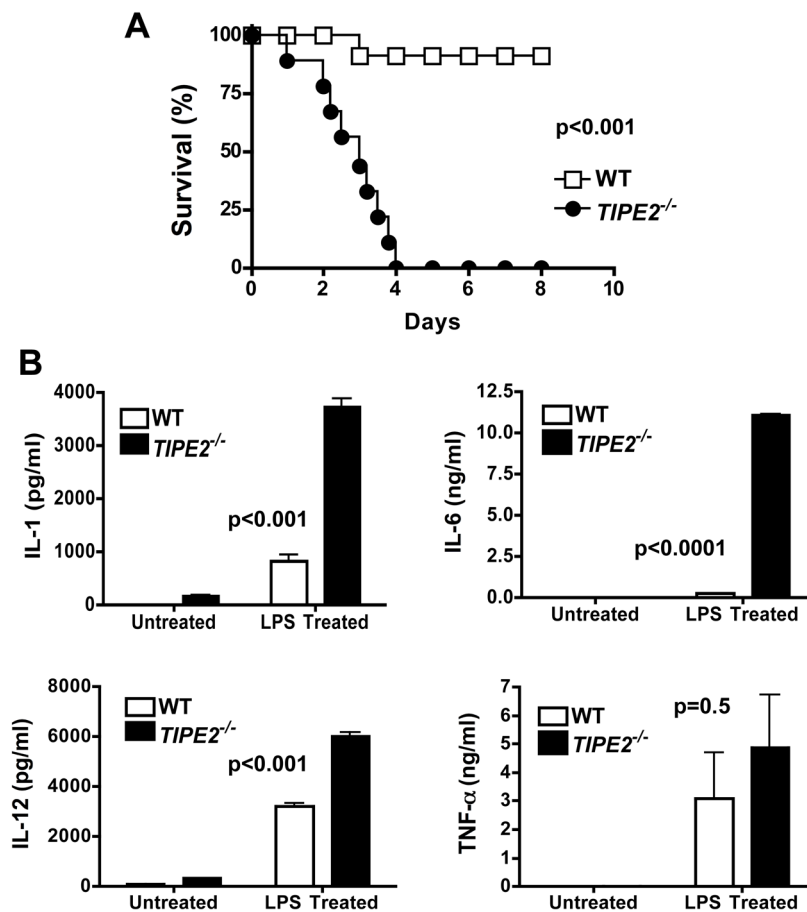 A
100
75
50
25
0
Survival (%)
p<0.001
WT
TIPE2-/-
0 2 4 6 8 10
Days
B
4000
3000
2000
1000
0
IL-1 (pg/ml)
WT
TIPE2-/-
p<0.001
Untreated LPS Treated
12.5
10.0
7.5
5.0
2.5
0.0
IL-6 (ng/ml)
WT
TIPE2-/-
p<0.0001
Untreated LPS Treated
8000
6000
4000
2000
0
IL-12 (pg/ml)
WT
TIPE2-/-
p<0.001
Untreated LPS Treated
7
6
5
4
3
2
1
0
TNF-α (ng/ml)
WT
TIPE2-/-
p=0.5
Untreated LPS Treated